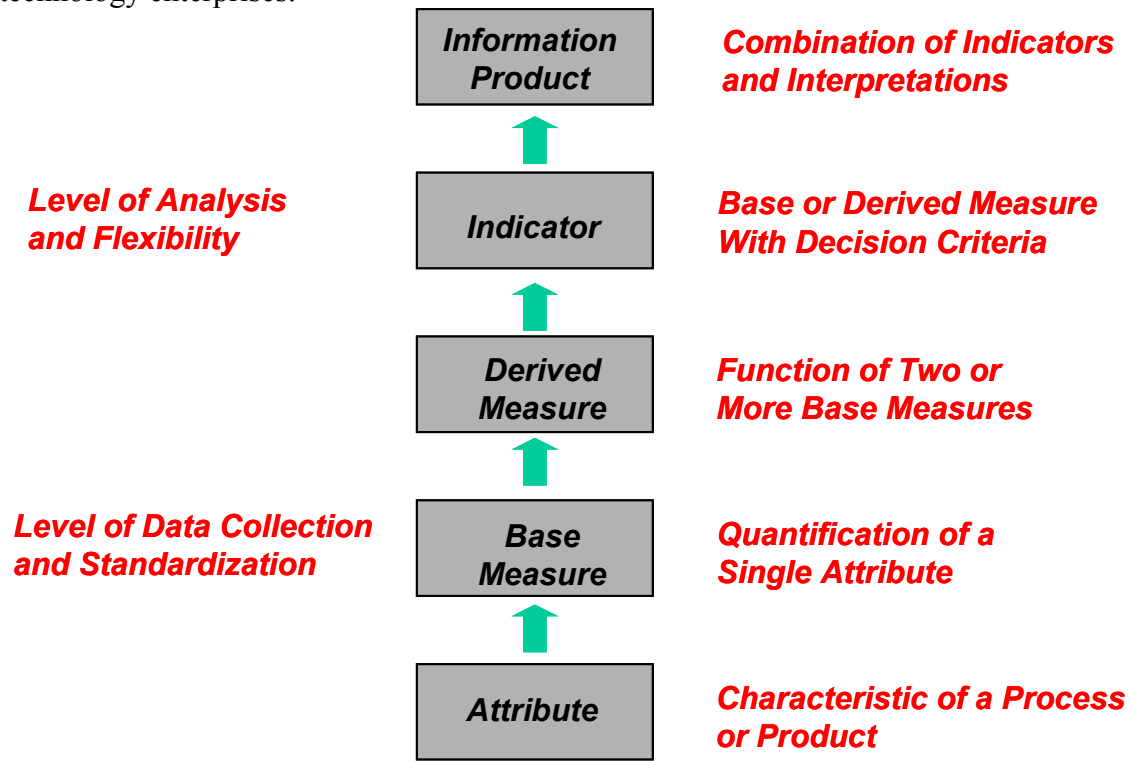 technology enterprises.
Information
Product
Combination of Indicators
and Interpretations
Level of Analysis
and Flexibility
Indicator
Base or Derived Measure
With Decision Criteria
Derived
Measure
Function of Two or
More Base Measures
Level of Data Collection
and Standardization
Base
Measure
Quantification of a
Single Attribute
Attribute
Characteristic of a Process
or Product